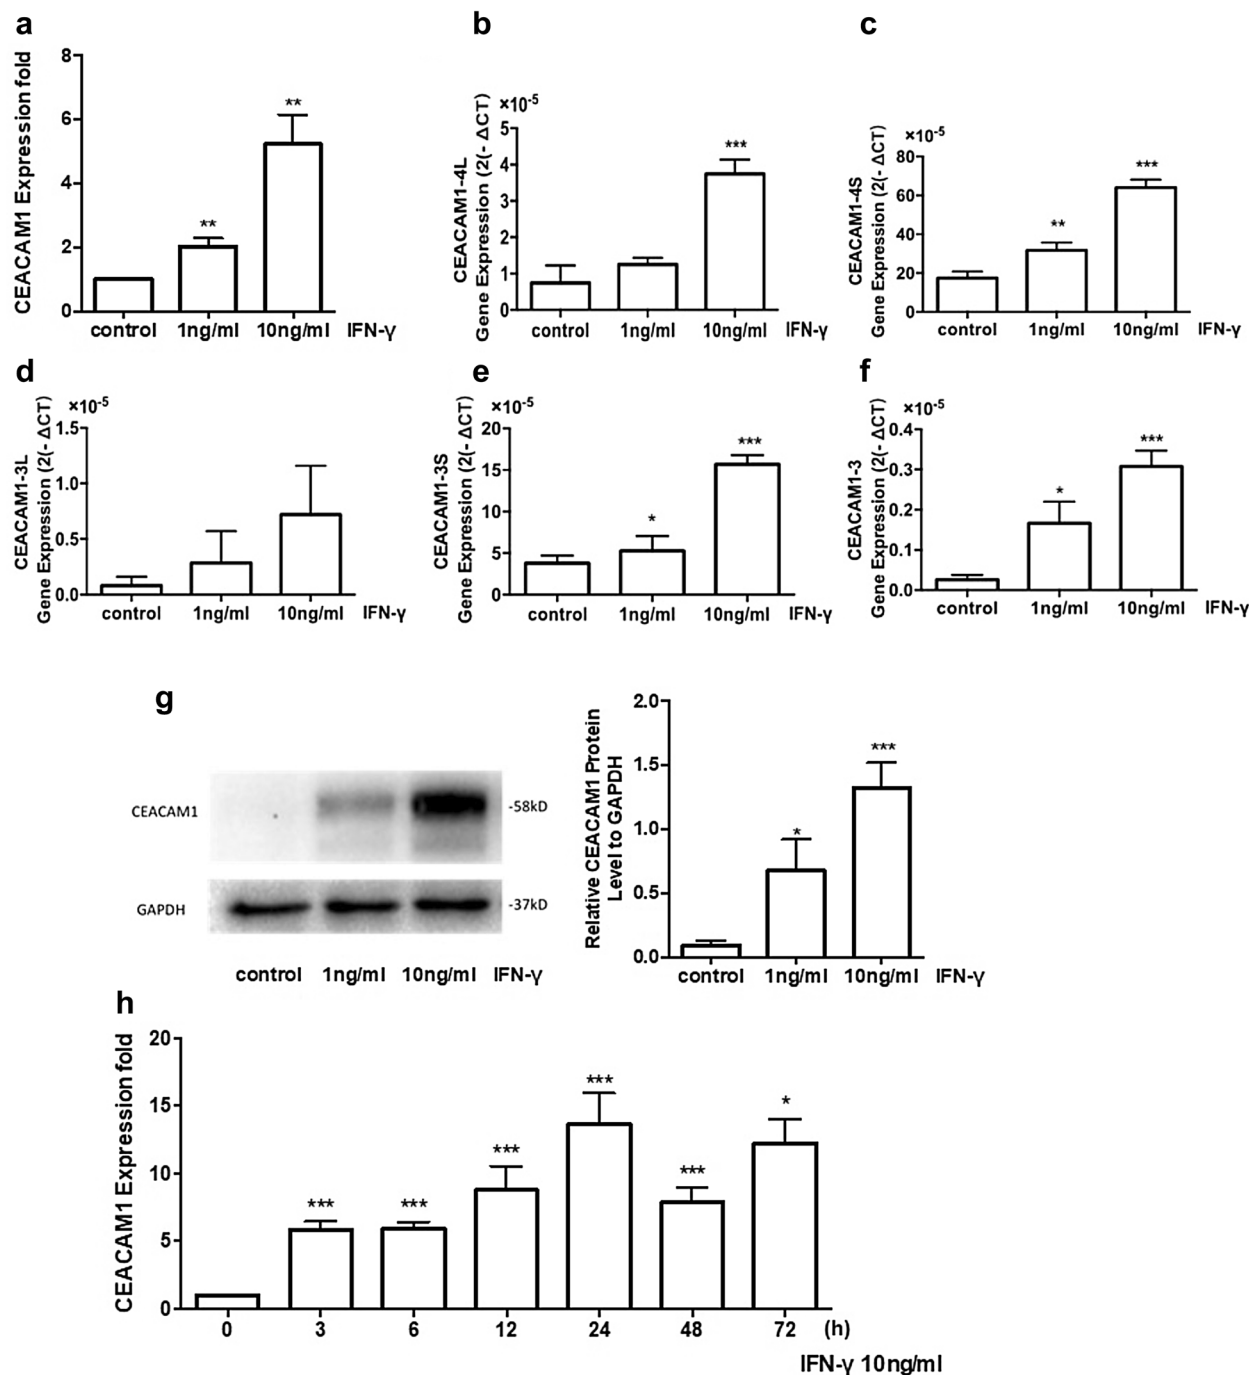 a
CEACAM1 Expression fold
8
6
4
2
0
**
**
control 1ng/ml 10ng/ml IFN-γ
b
CEACAM1-4L
Gene Expression (2(- ΔCT)
×10-5
5
4
3
2
1
0
***
control 1ng/ml 10ng/ml IFN-γ
c
CEACAM1-4S
Gene Expression (2(- ΔCT)
×10-5
80
60
40
20
0
**
***
control 1ng/ml 10ng/ml IFN-γ
d
CEACAM1-3L
Gene Expression (2(- ΔCT)
×10-5
1.5
1.0
0.5
0.0
control 1ng/ml 10ng/ml IFN-γ
e
CEACAM1-3S
Gene Expression (2(- ΔCT)
×10-5
20
15
10
5
0
*
***
control 1ng/ml 10ng/ml IFN-γ
f
CEACAM1-3
Gene Expression (2(- ΔCT)
×10-5
0.4
0.3
0.2
0.1
0.0
*
***
control 1ng/ml 10ng/ml IFN-γ
g
CEACAM1 -58kD
GAPDH -37kD
control 1ng/ml 10ng/ml IFN-γ
Relative CEACAM1 Protein
Level to GAPDH
2.0
1.5
1.0
0.5
0.0
*
***
control 1ng/ml 10ng/ml IFN-γ
h
CEACAM1 Expression fold
20
15
10
5
0
***
***
***
***
***
*
0 3 6 12 24 48 72 (h)
IFN-γ 10ng/ml